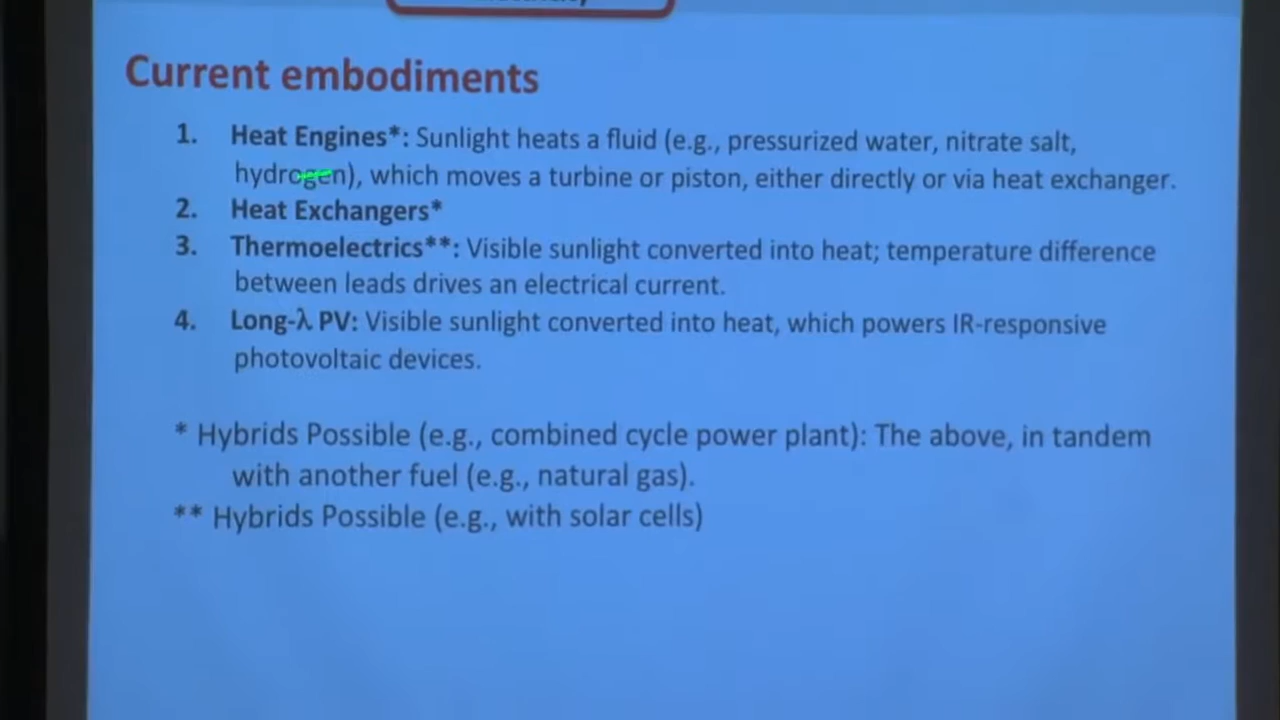 Current embodiments
1. Heat Engines*: Sunlight heats a fluid (e.g., pressurized water, nitrate salt,
hydrogen), which moves a turbine or piston, either directly or via heat exchanger.
2. Heat Exchangers*
3. Thermoelectrics**: Visible sunlight converted into heat; temperature difference
between leads drives an electrical current.
4. Long-λ PV: Visible sunlight converted into heat, which powers IR-responsive
photovoltaic devices.
* Hybrids Possible (e.g., combined cycle power plant): The above, in tandem
with another fuel (e.g., natural gas).
** Hybrids Possible (e.g., with solar cells)